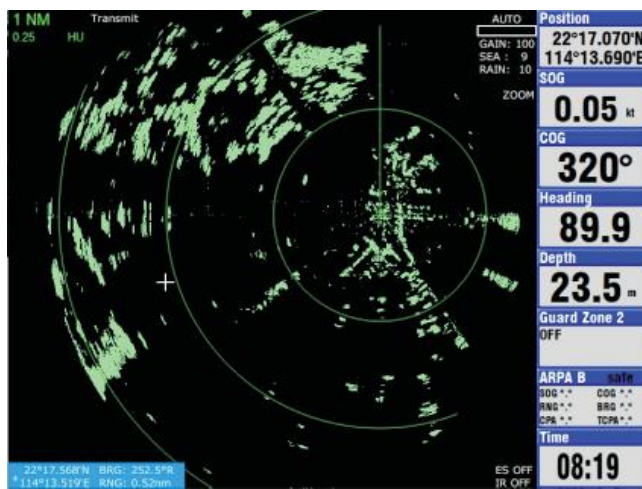 1 NM
0.25 HU
Transmit
AUTO
GAIN: 100
SEA : 9
RAIN: 10
ZOOM
22°17.568'N BRG: 252.5°R
114°13.519'E RNG: 0.52nm
ES OFF
IR OFF
Position
22°17.070'N
114°13.690'E
SOG
0.05 kt
COG
320°
Heading
89.9
Depth
23.5 m
Guard Zone 2
OFF
ARPA B safe
SOG *.* COG *.*
RNG *.* BRG *.*
CPA *.* TCPA *.*
Time
08:19